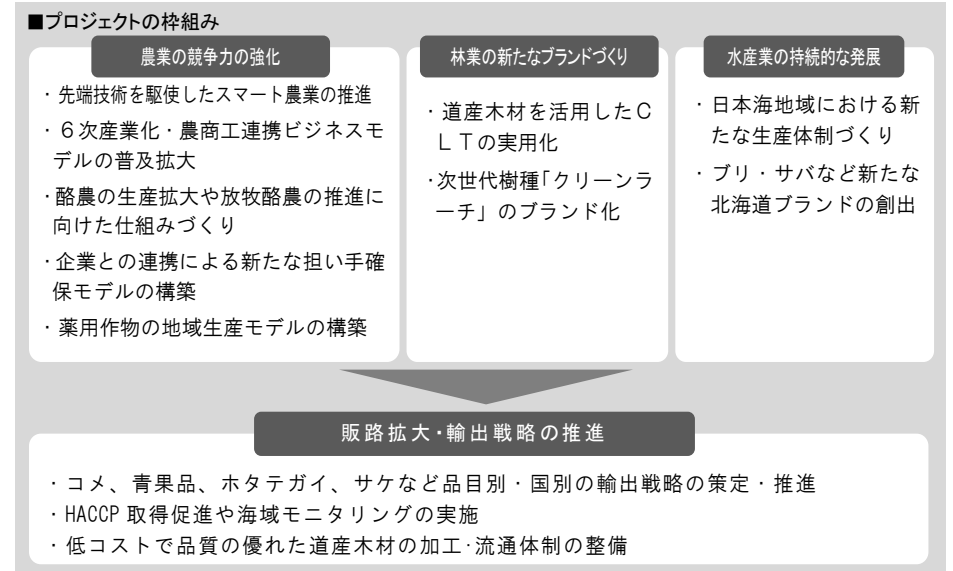 ■プロジェクトの枠組み
農業の競争力の強化
・先端技術を駆使したスマート農業の推進
・６次産業化・農商工連携ビジネスモ
デルの普及拡大
・酪農の生産拡大や放牧酪農の推進に
向けた仕組みづくり
・企業との連携による新たな担い手確
保モデルの構築
・薬用作物の地域生産モデルの構築
林業の新たなブランドづくり
・道産木材を活用したＣ
ＬＴの実用化
・次世代樹種「クリーンラ
ーチ」のブランド化
水産業の持続的な発展
・日本海地域における新
たな生産体制づくり
・ブリ・サバなど新たな
北海道ブランドの創出
販路拡大・輸出戦略の推進
・コメ、青果品、ホタテガイ、サケなど品目別・国別の輸出戦略の策定・推進
・HACCP 取得促進や海域モニタリングの実施
・低コストで品質の優れた道産木材の加工・流通体制の整備